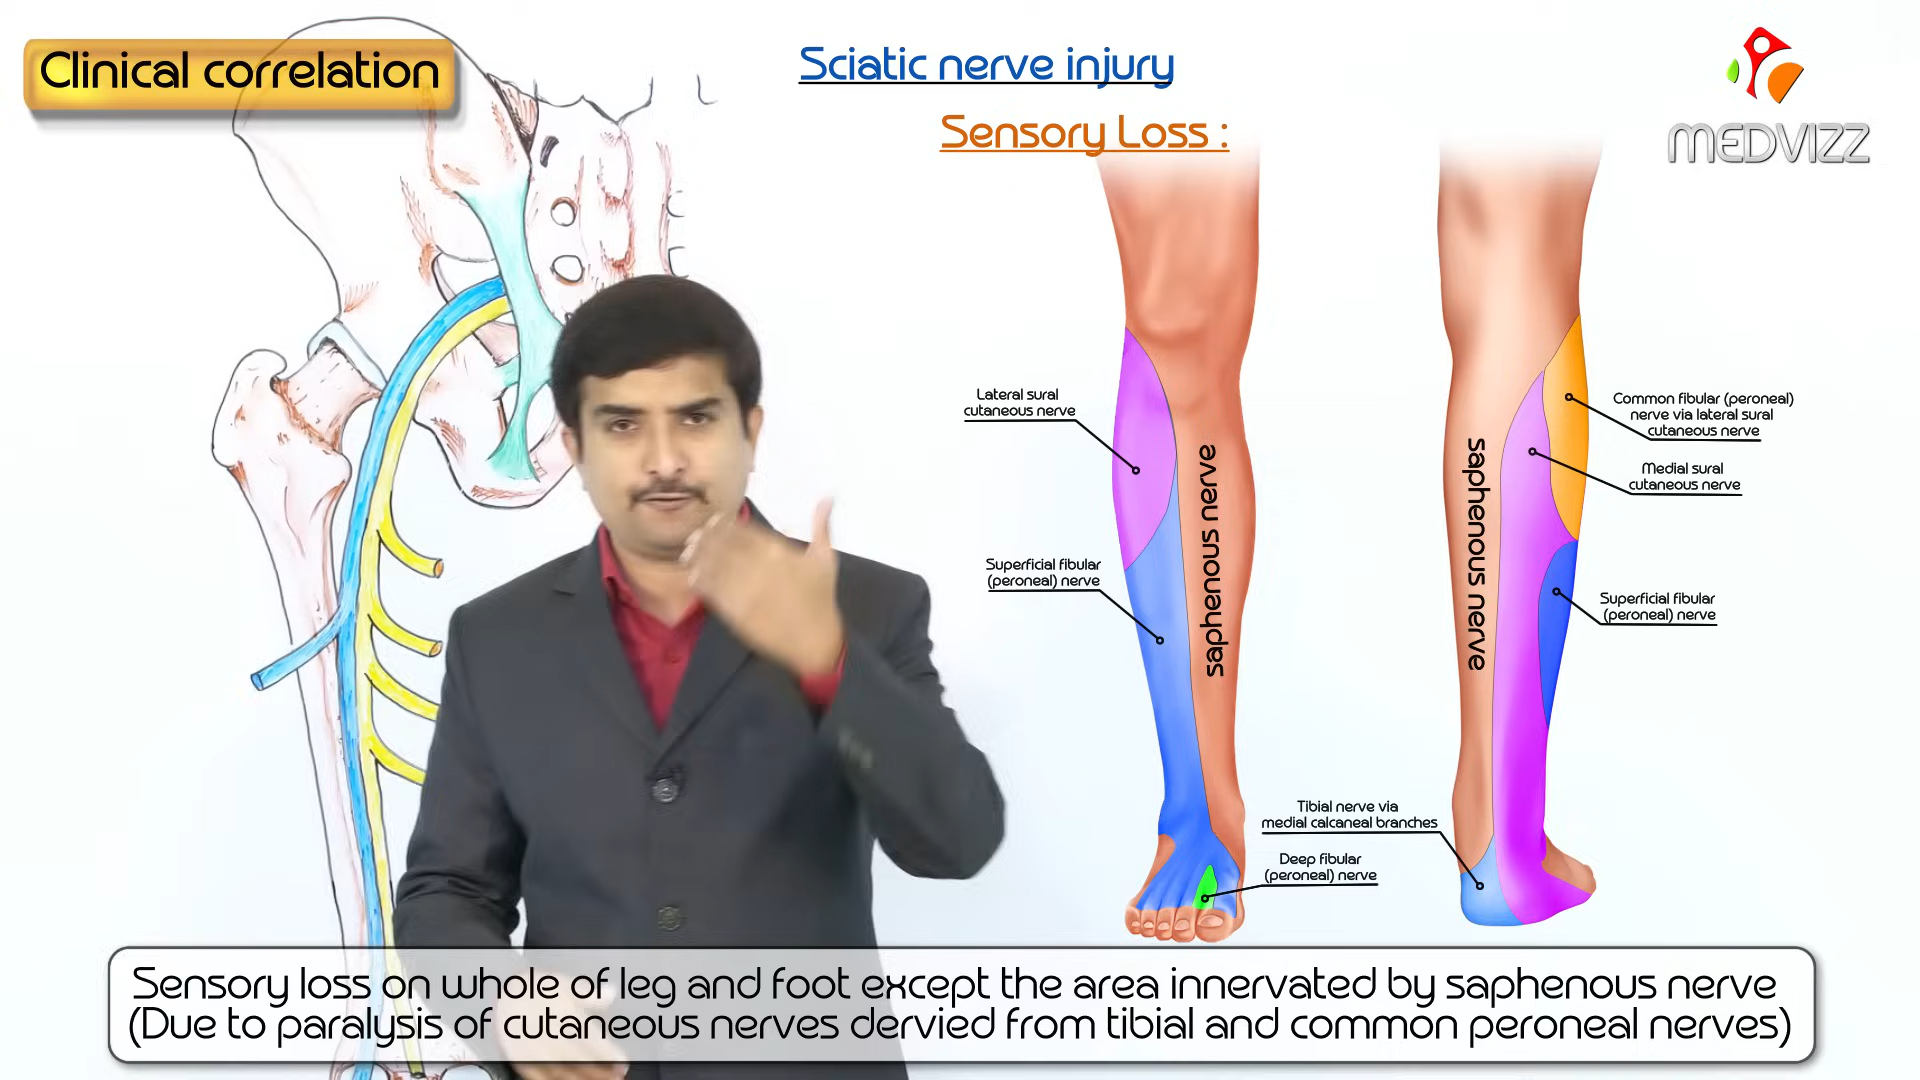 Clinical correlation
Sciatic nerve injury
Sensory Loss :
MEDVIZZ
Lateral sural
cutaneous nerve
Superficial fibular
(peroneal) nerve
saphenous nerve
saphenous nerve
Common fibular (peroneal)
nerve via lateral sural
cutaneous nerve
Medial sural
cutaneous nerve
Superficial fibular
(peroneal) nerve
Tibial nerve via
medial calcaneal branches
Deep fibular
(peroneal) nerve
Sensory loss on whole of leg and foot except the area innervated by saphenous nerve
(Due to paralysis of cutaneous nerves dervied from tibial and common peroneal nerves)